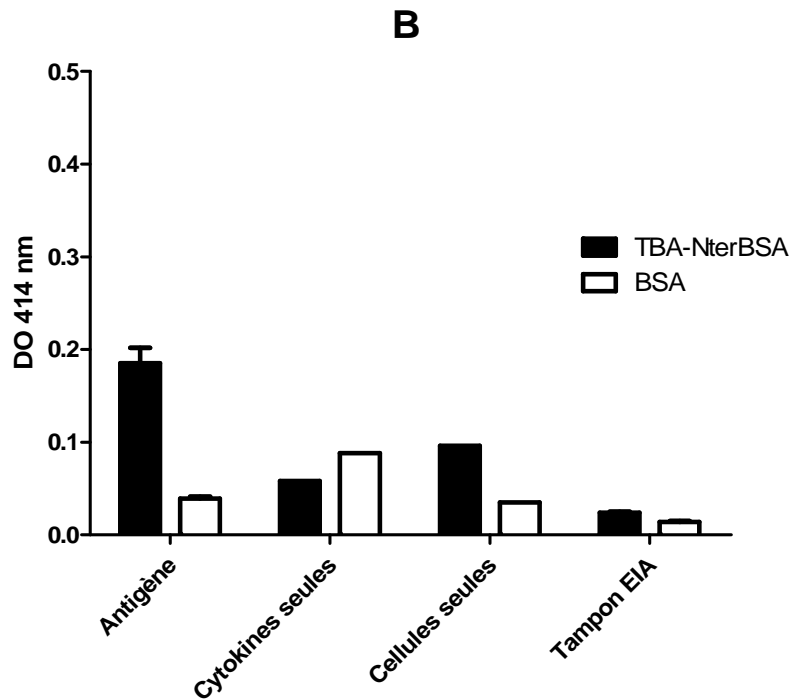 B
0.5
0.4
0.3
0.2
0.1
0.0
DO 414 nm
TBA-NterBSA
BSA
Antigène
Cytokines seules
Cellules seules
Tampon EIA